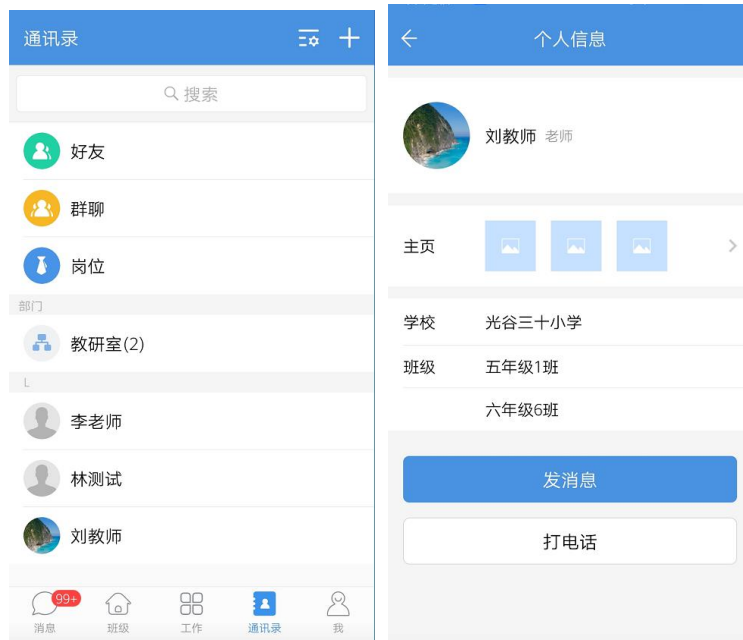 通讯录
搜索
好友
群聊
岗位
部门
教研室(2)
L
李老师
林测试
刘教师
99+
消息
班级
工作
通讯录
我
个人信息
刘教师 老师
主页
学校 光谷三十小学
班级 五年级1班
六年级6班
发消息
打电话